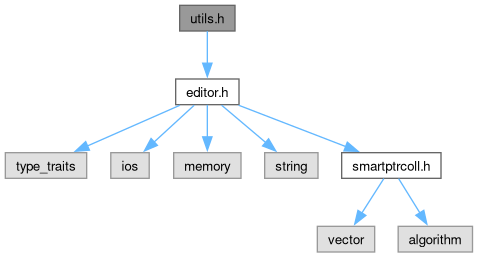 utils.h
editor.h
type_traits
ios
memory
string
smartptrcoll.h
vector
algorithm